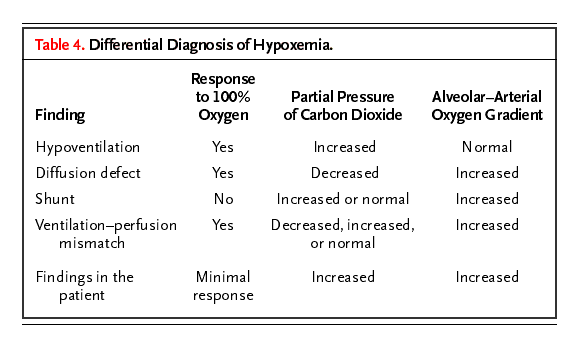 Table 4. Differential Diagnosis of Hypoxemia.
Finding Response to 100% Oxygen Partial Pressure of Carbon Dioxide Alveolar–Arterial Oxygen Gradient
Hypoventilation Yes Increased Normal
Diffusion defect Yes Decreased Increased
Shunt No Increased or normal Increased
Ventilation–perfusion mismatch Yes Decreased, increased, or normal Increased
Findings in the patient Minimal response Increased Increased